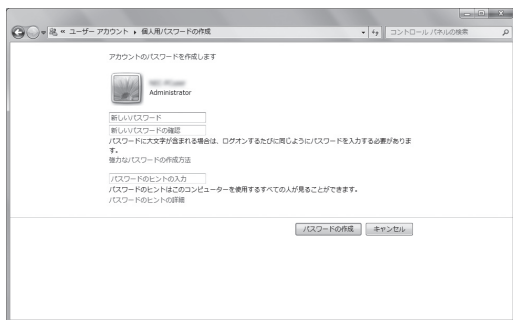 « ユーザー アカウント ▸ 個人用パスワードの作成
コントロール パネルの検索
アカウントのパスワードを作成します
Administrator
新しいパスワード
新しいパスワードの確認
パスワードに大文字が含まれる場合は、ログオンするたびに同じようにパスワードを入力する必要がありま
す。
強力なパスワードの作成方法
パスワードのヒントの入力
パスワードのヒントはこのコンピューターを使用するすべての人が見ることができます。
パスワードのヒントの詳細
パスワードの作成 キャンセル